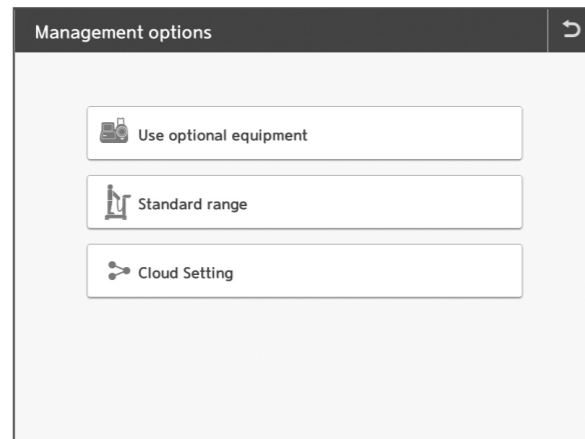 Management options
Use optional equipment
Standard range
Cloud Setting